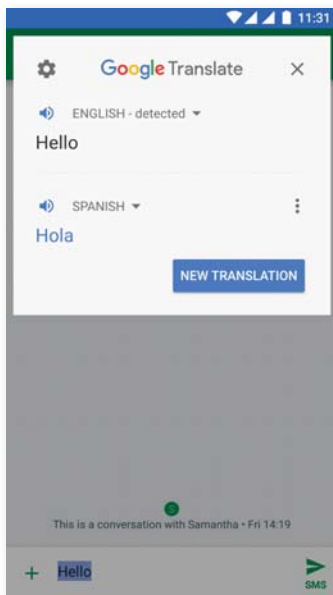 11:31
Google Translate
ENGLISH - detected
Hello
SPANISH
Hola
NEW TRANSLATION
S
This is a conversation with Samantha • Fri 14:19
Hello
SMS